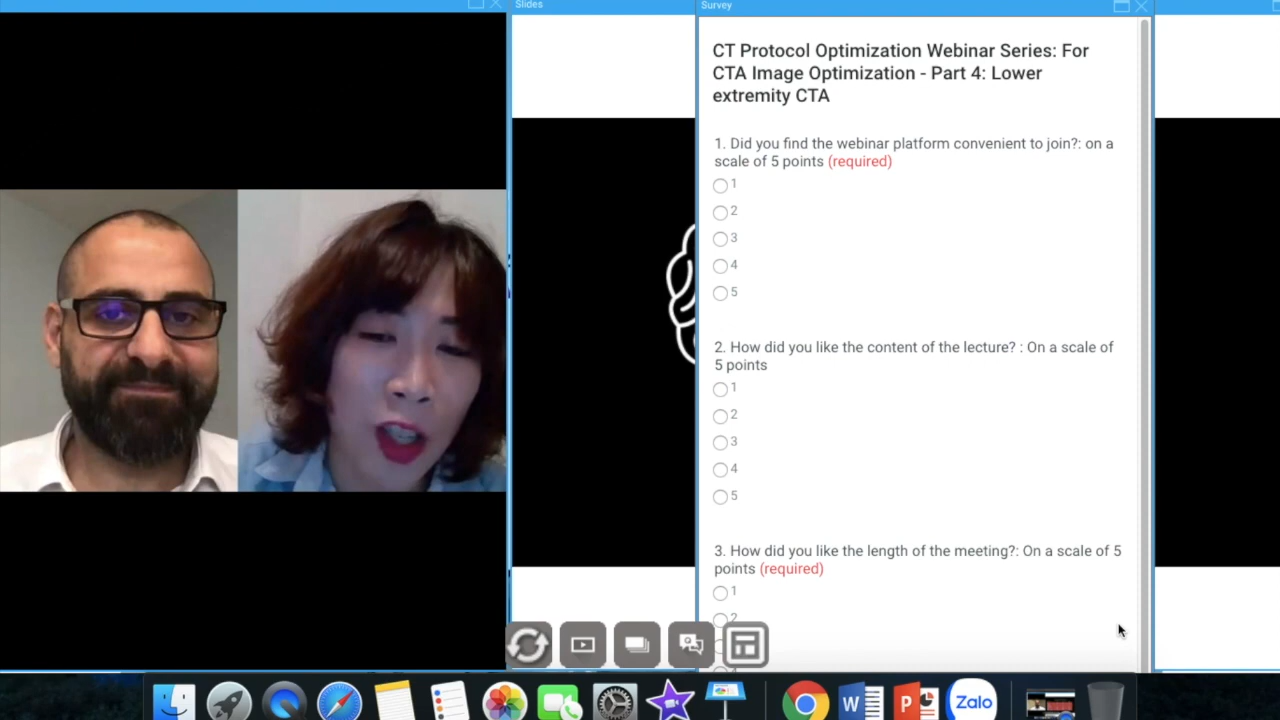 Slides
Survey
CT Protocol Optimization Webinar Series: For
CTA Image Optimization - Part 4: Lower
extremity CTA
1. Did you find the webinar platform convenient to join?: on a
scale of 5 points (required)
1
2
3
4
5
2. How did you like the content of the lecture? : On a scale of
5 points
1
2
3
4
5
3. How did you like the length of the meeting?: On a scale of 5
points (required)
1
2
W
P
Zalo